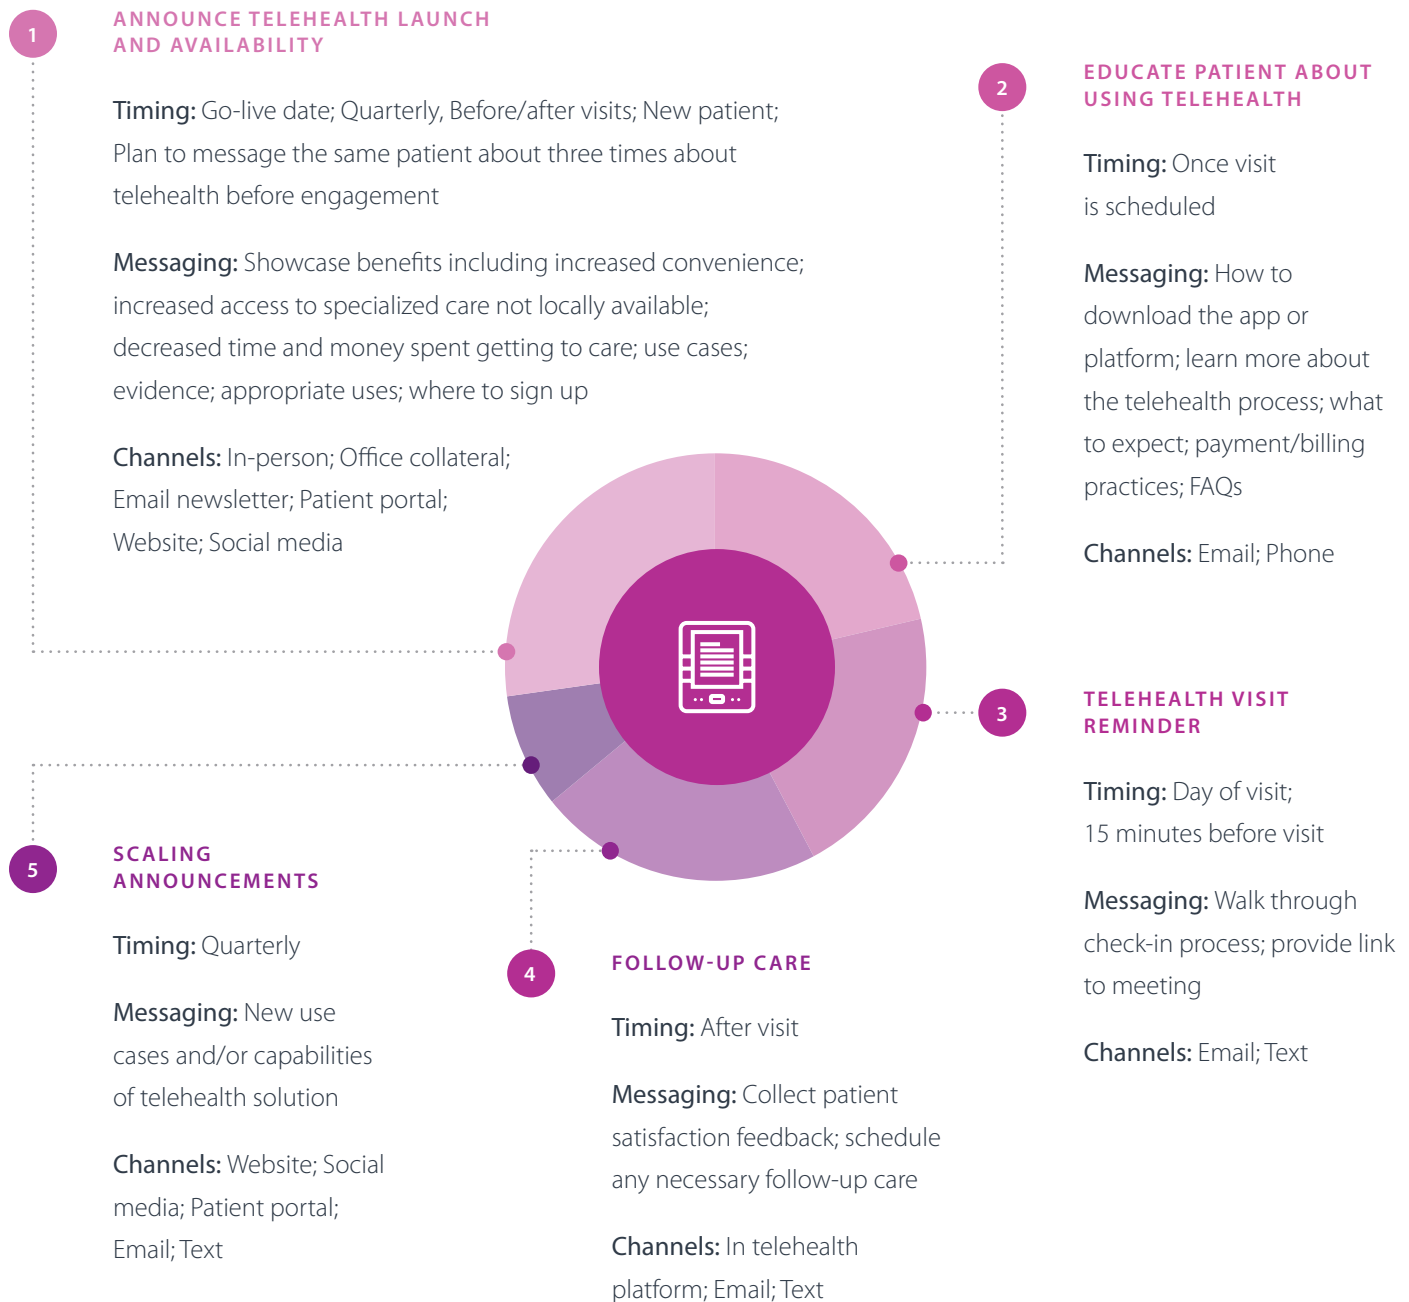 1
ANNOUNCE TELEHEALTH LAUNCH
AND AVAILABILITY
Timing: Go-live date; Quarterly, Before/after visits; New patient;
Plan to message the same patient about three times about
telehealth before engagement
Messaging: Showcase benefits including increased convenience;
increased access to specialized care not locally available;
decreased time and money spent getting to care; use cases;
evidence; appropriate uses; where to sign up
Channels: In-person; Office collateral;
Email newsletter; Patient portal;
Website; Social media
2
EDUCATE PATIENT ABOUT
USING TELEHEALTH
Timing: Once visit
is scheduled
Messaging: How to
download the app or
platform; learn more about
the telehealth process; what
to expect; payment/billing
practices; FAQs
Channels: Email; Phone
3
TELEHEALTH VISIT
REMINDER
Timing: Day of visit;
15 minutes before visit
Messaging: Walk through
check-in process; provide link
to meeting
Channels: Email; Text
4
FOLLOW-UP CARE
Timing: After visit
Messaging: Collect patient
satisfaction feedback; schedule
any necessary follow-up care
Channels: In telehealth
platform; Email; Text
5
SCALING
ANNOUNCEMENTS
Timing: Quarterly
Messaging: New use
cases and/or capabilities
of telehealth solution
Channels: Website; Social
media; Patient portal;
Email; Text